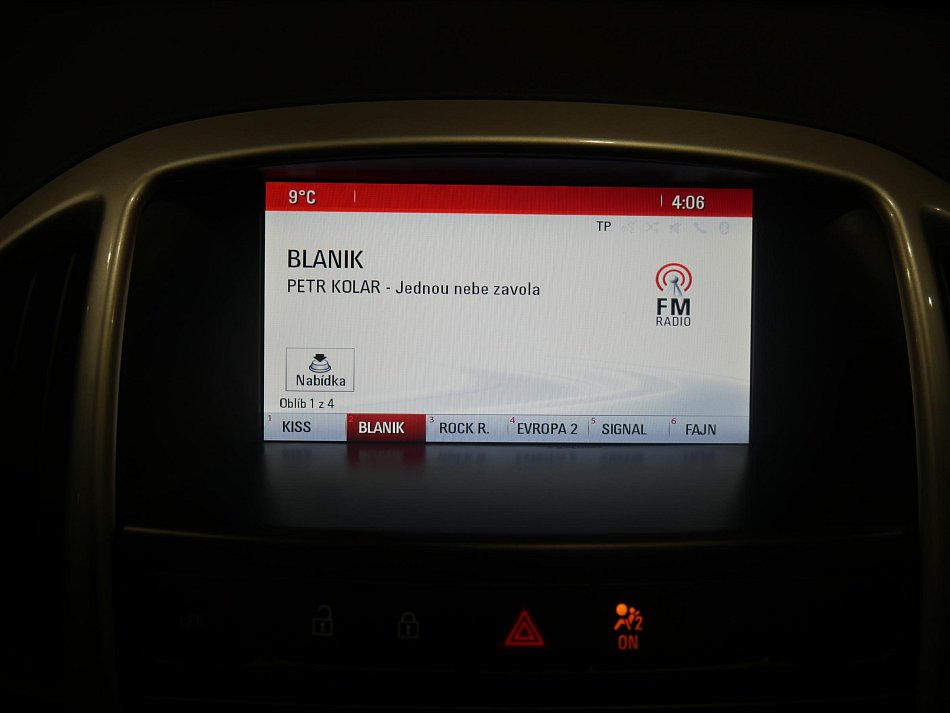 9°C 4:06
TP
BLANIK
PETR KOLAR - Jednou nebe zavola
FM
RADIO
Nabídka
Oblíb 1 z 4
1 KISS 2 BLANIK 3 ROCK R. 4 EVROPA 2 5 SIGNAL 6 FAJN
2
ON